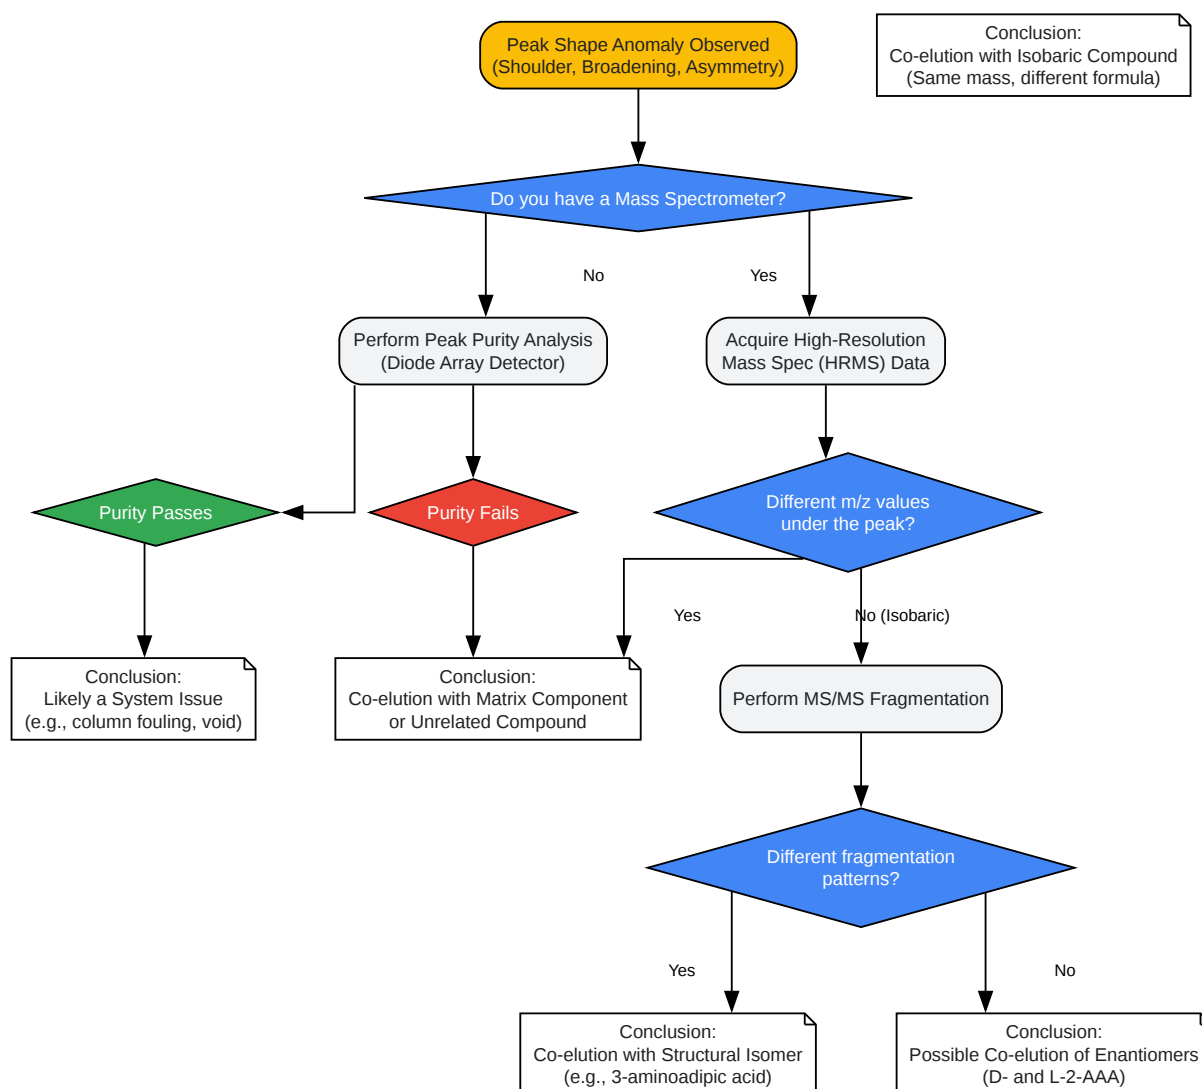 Peak Shape Anomaly Observed
(Shoulder, Broadening, Asymmetry)
Conclusion:
Co-elution with Isobaric Compound
(Same mass, different formula)
Do you have a Mass Spectrometer?
No
Yes
Perform Peak Purity Analysis
(Diode Array Detector)
Acquire High-Resolution
Mass Spec (HRMS) Data
Purity Passes
Purity Fails
Different m/z values
under the peak?
Yes
No (Isobaric)
Conclusion:
Likely a System Issue
(e.g., column fouling, void)
Conclusion:
Co-elution with Matrix Component
or Unrelated Compound
Perform MS/MS Fragmentation
Different fragmentation
patterns?
Yes
No
Conclusion:
Co-elution with Structural Isomer
(e.g., 3-aminoadipic acid)
Conclusion:
Possible Co-elution of Enantiomers
(D- and L-2-AAA)